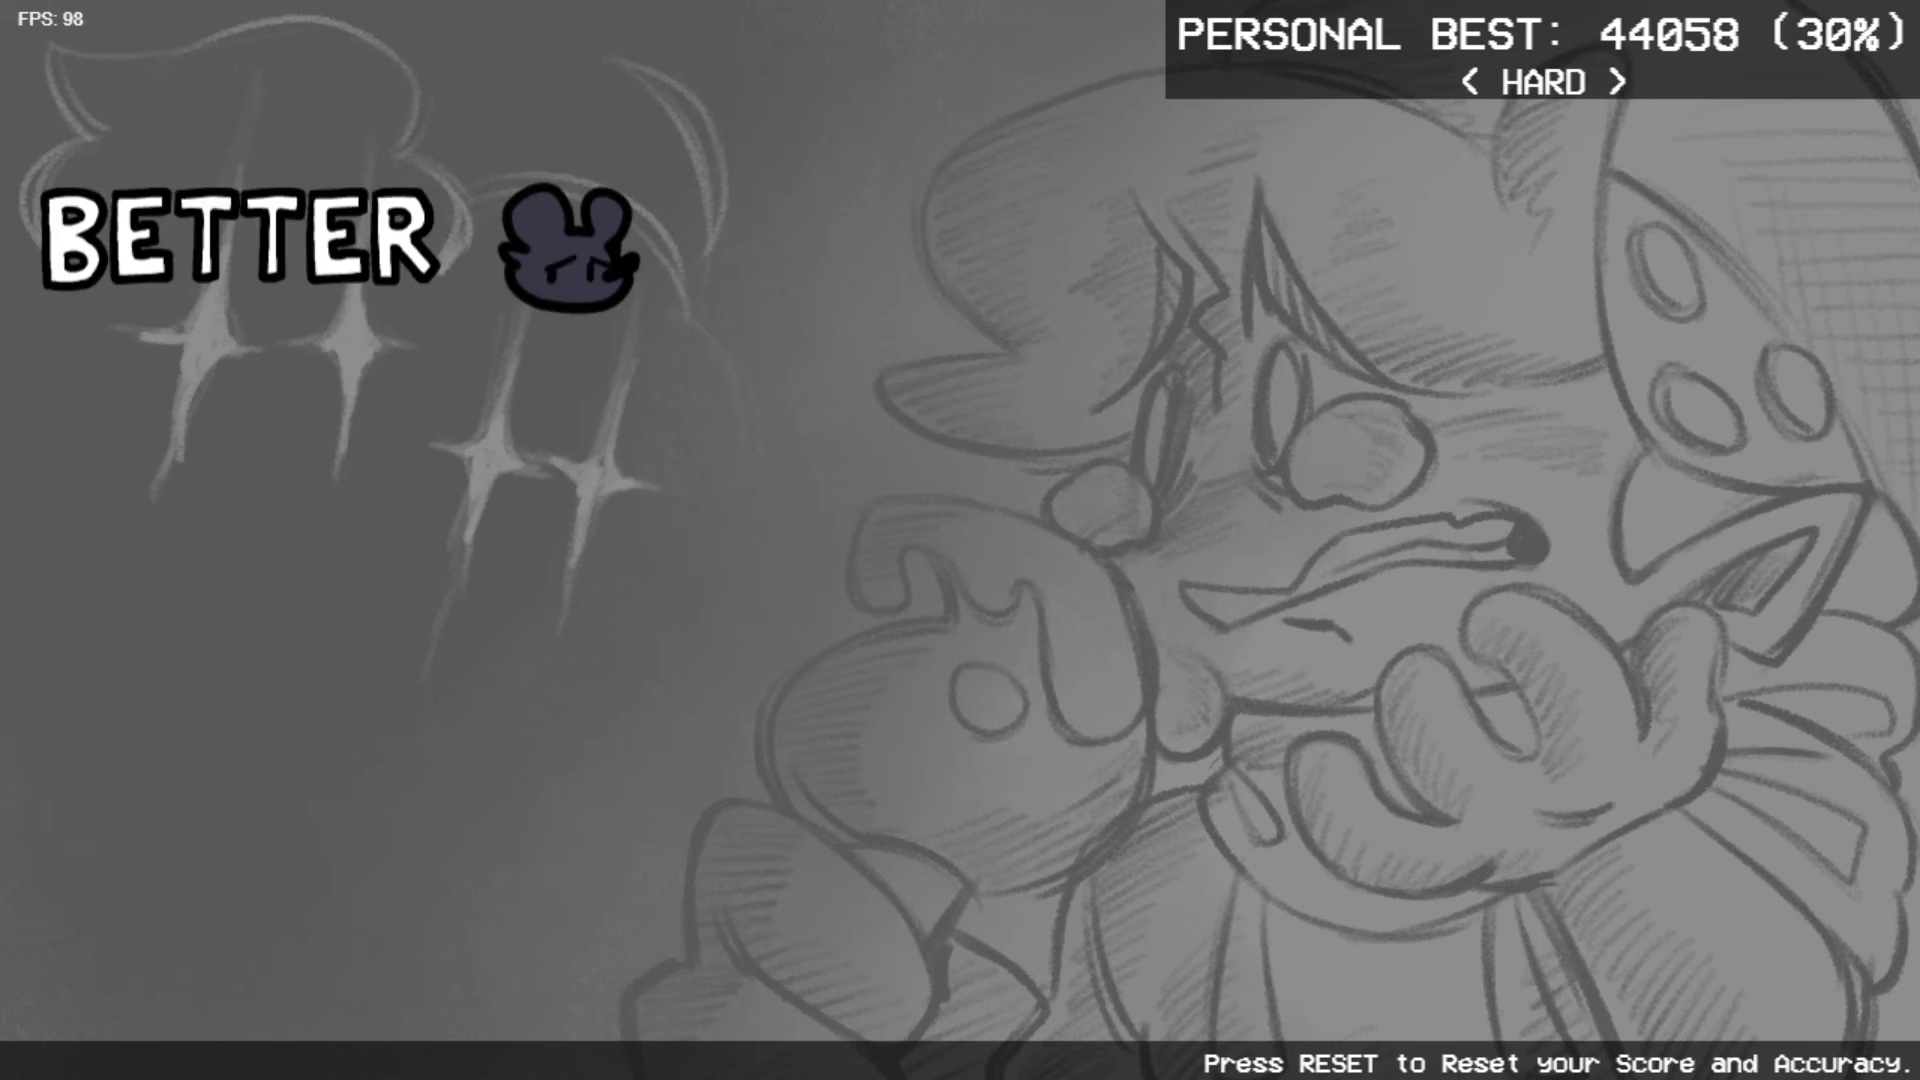 FPS: 98
PERSONAL BEST: 44058 (30%)
< HARD >
BETTER
Press RESET to Reset your Score and Accuracy.